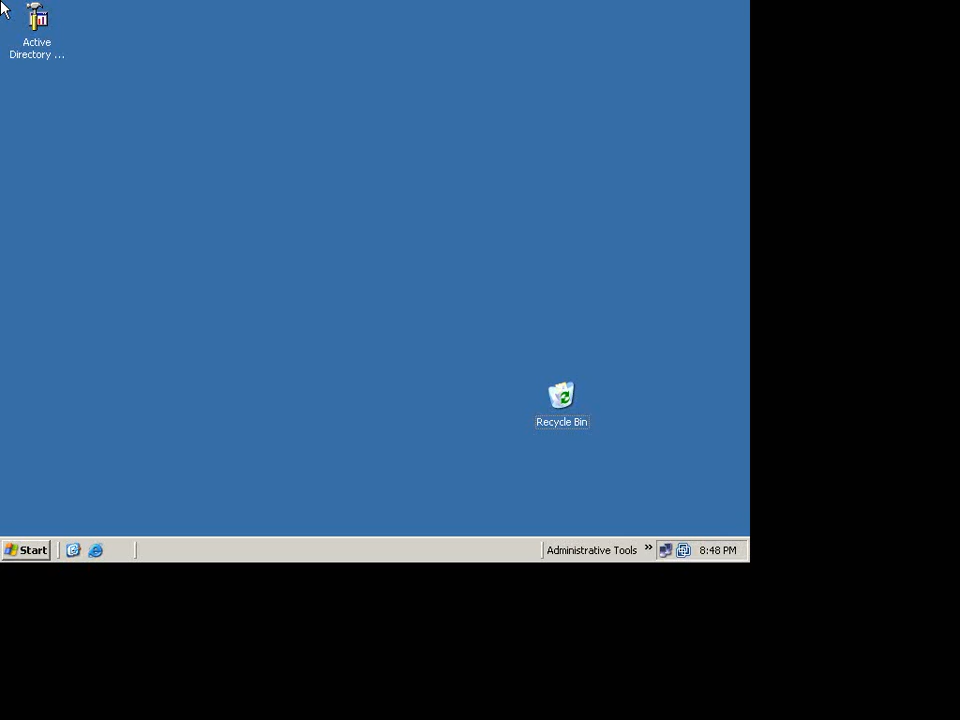 Active
Directory ...
Recycle Bin
Start
Administrative Tools
8:48 PM